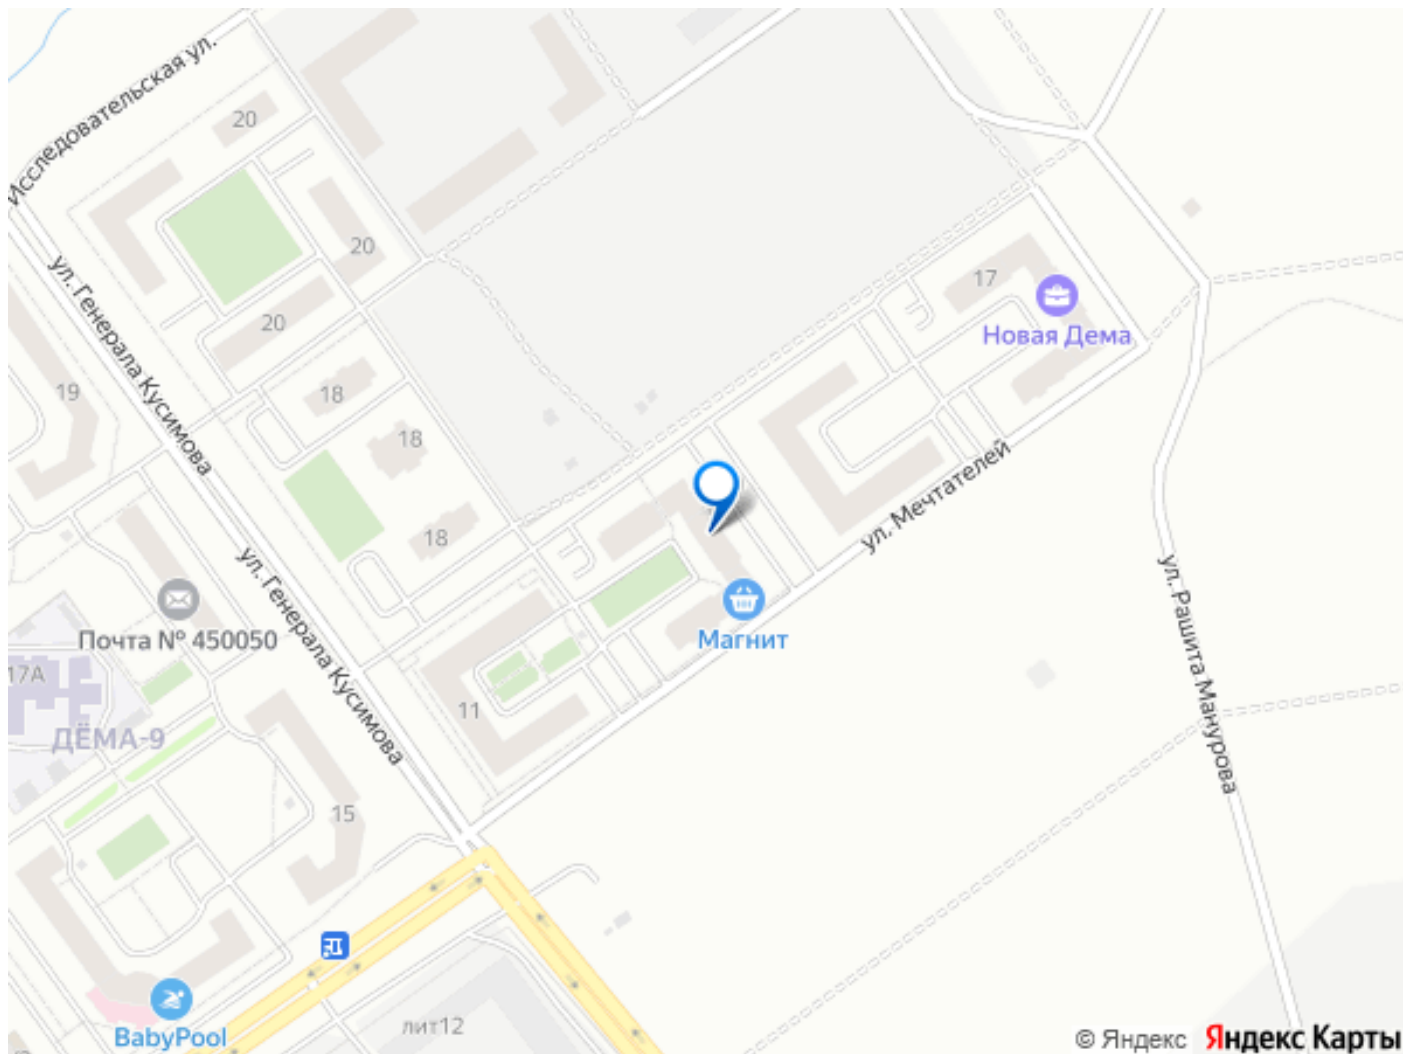 Исследовательская ул.
20
20
17
Новая Дема
ул. Генерала Кусимова
20
19
18
18
ул. Мечтателей
18
ул. Генерала Кусимова
ул. Рашита Манурова
Почта № 450050
Магнит
17А
11
ДЁМА-9
15
лит12
BabyPool
© Яндекс Яндекс Карты